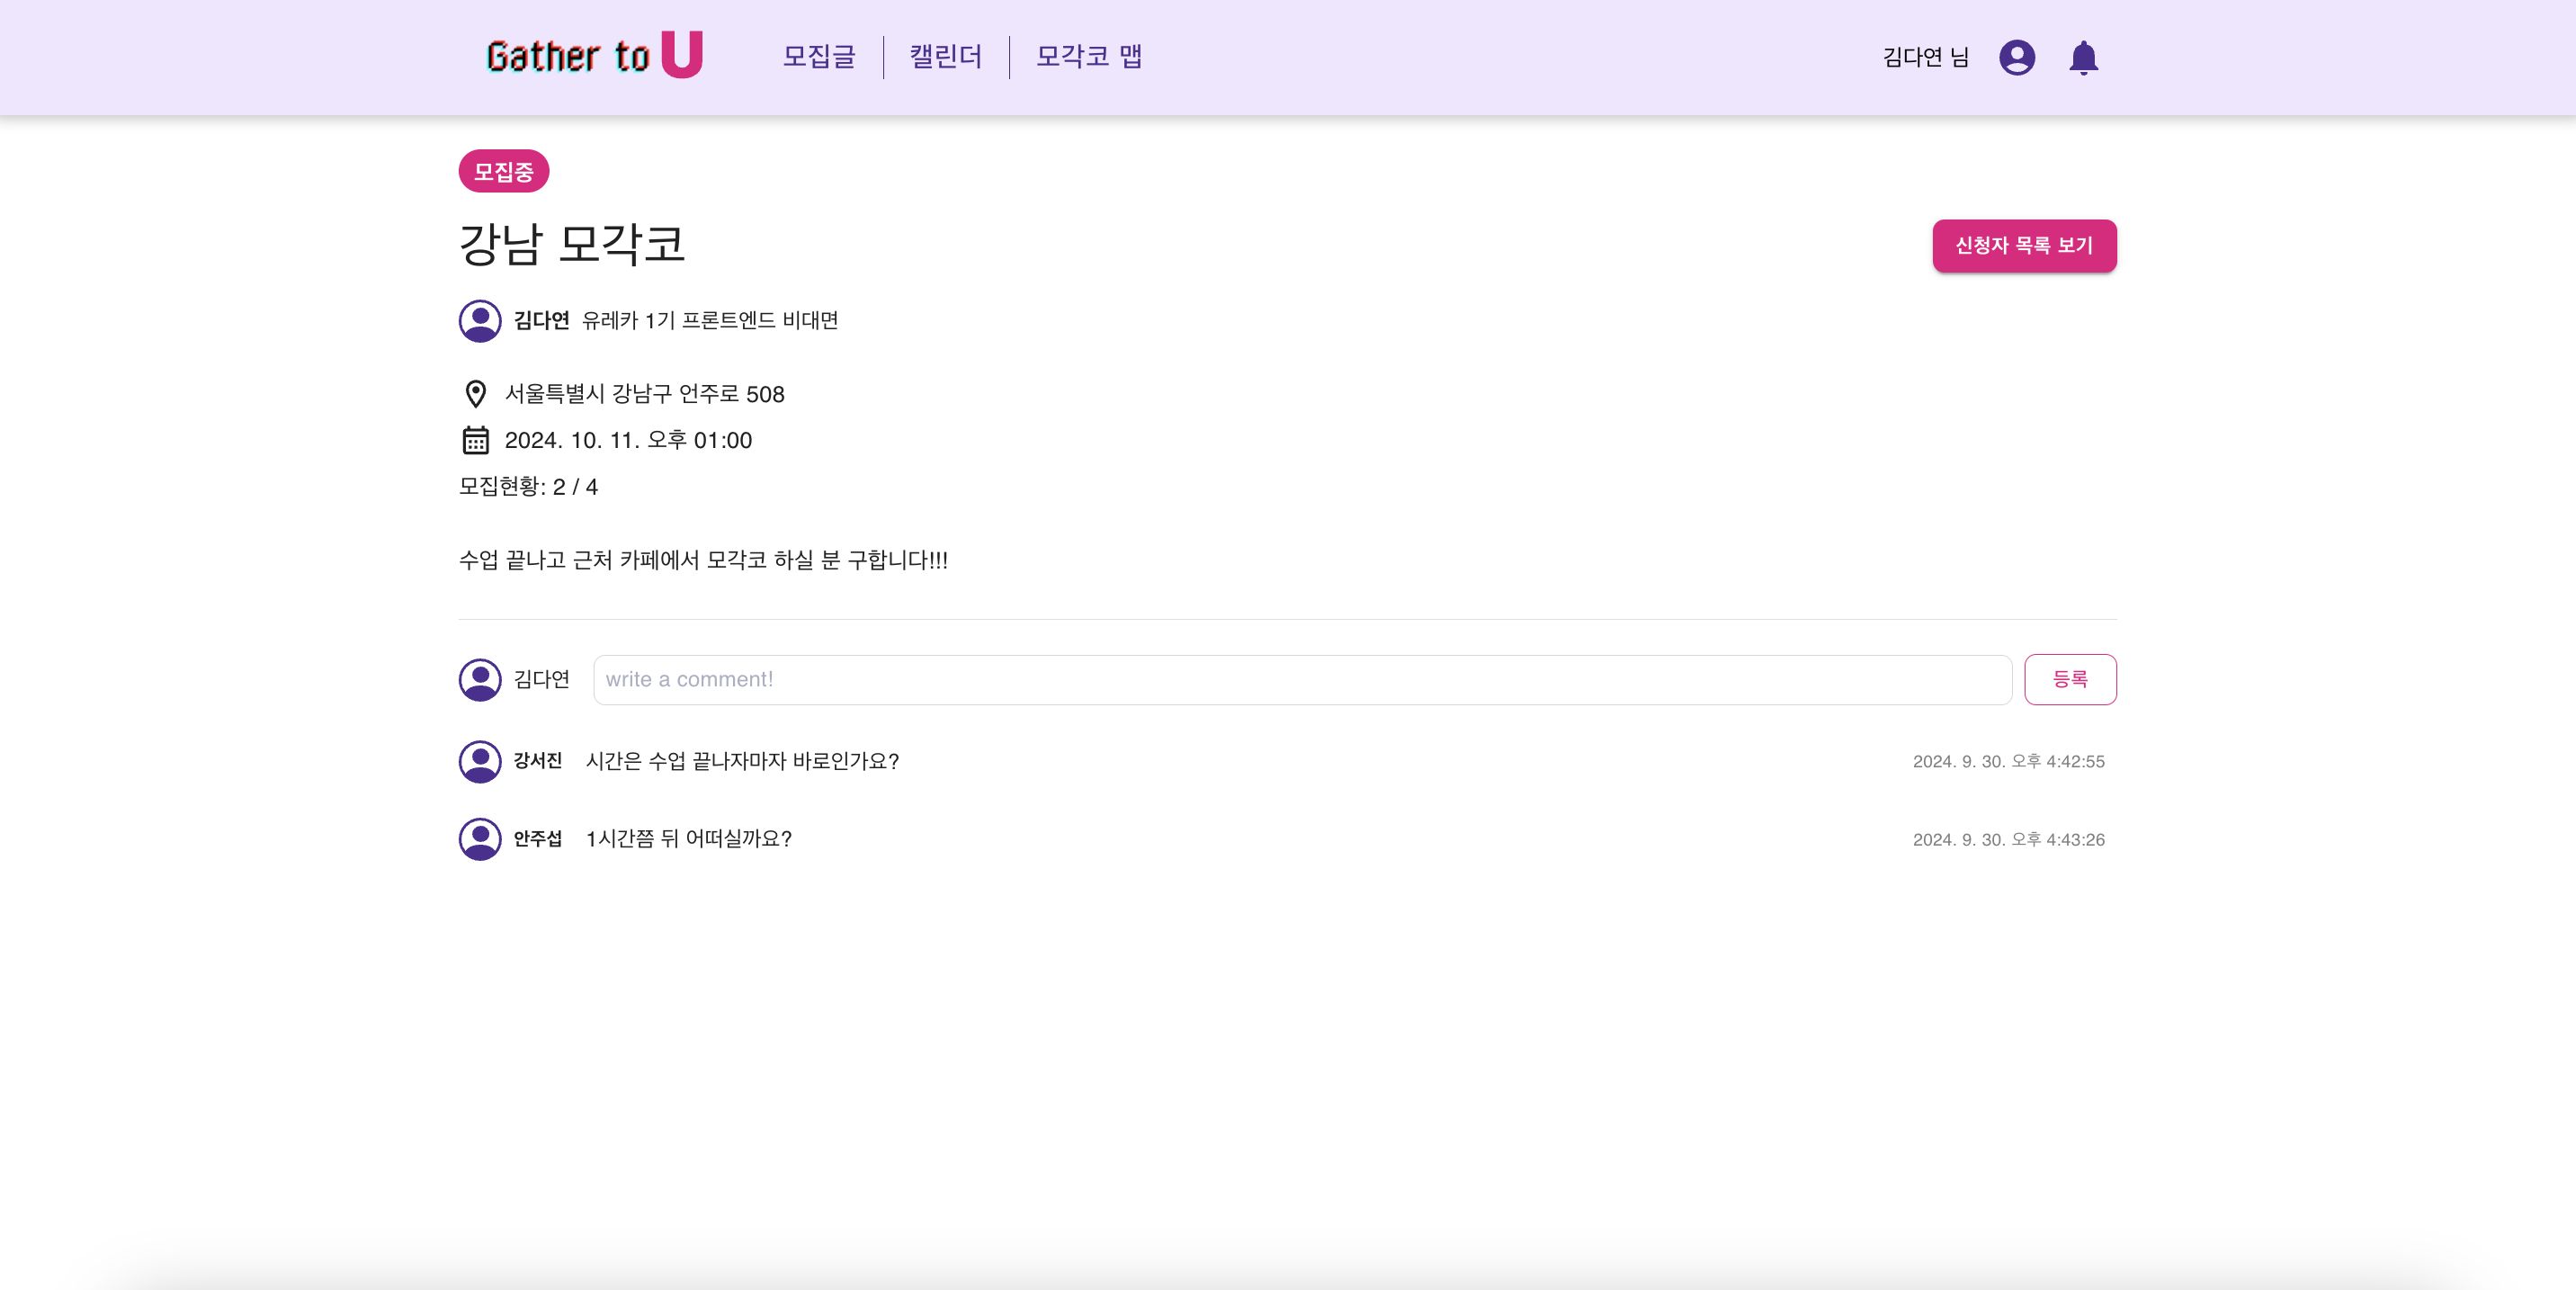 Gather to U 모집글 캘린더 모각코 맵 김다연 님
모집중
강남 모각코 신청자 목록 보기
김다연 유레카 1기 프론트엔드 비대면
서울특별시 강남구 언주로 508
2024. 10. 11. 오후 01:00
모집현황: 2 / 4
수업 끝나고 근처 카페에서 모각코 하실 분 구합니다!!!
김다연 write a comment! 등록
강서진 시간은 수업 끝나자마자 바로인가요? 2024. 9. 30. 오후 4:42:55
안주섭 1시간쯤 뒤 어떠실까요? 2024. 9. 30. 오후 4:43:26